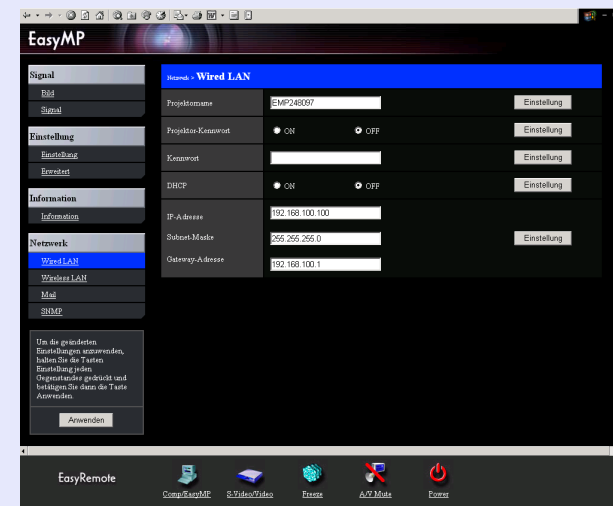 EasyMP
Signal
Bild
Signal
Einstellung
Einstellung
Erweitert
Information
Information
Netzwerk
Wired LAN
Wireless LAN
Mail
SNMP
Um die geänderten
Einstellungen anzuwenden,
halten Sie die Tasten
Einstellung jeden
Gegenstandes gedrückt und
betätigen Sie dann die Taste
Anwenden.
Anwenden
Netzwerk > Wired LAN
Projektorname EMP248097 Einstellung
Projektor-Kennwort ON OFF Einstellung
Kennwort Einstellung
DHCP ON OFF Einstellung
IP-Adresse 192.168.100.100
Subnet-Maske 255.255.255.0 Einstellung
Gateway-Adresse 192.168.100.1
EasyRemote
Comp/EasyMP S-Video/Video Freeze A/V Mute Power